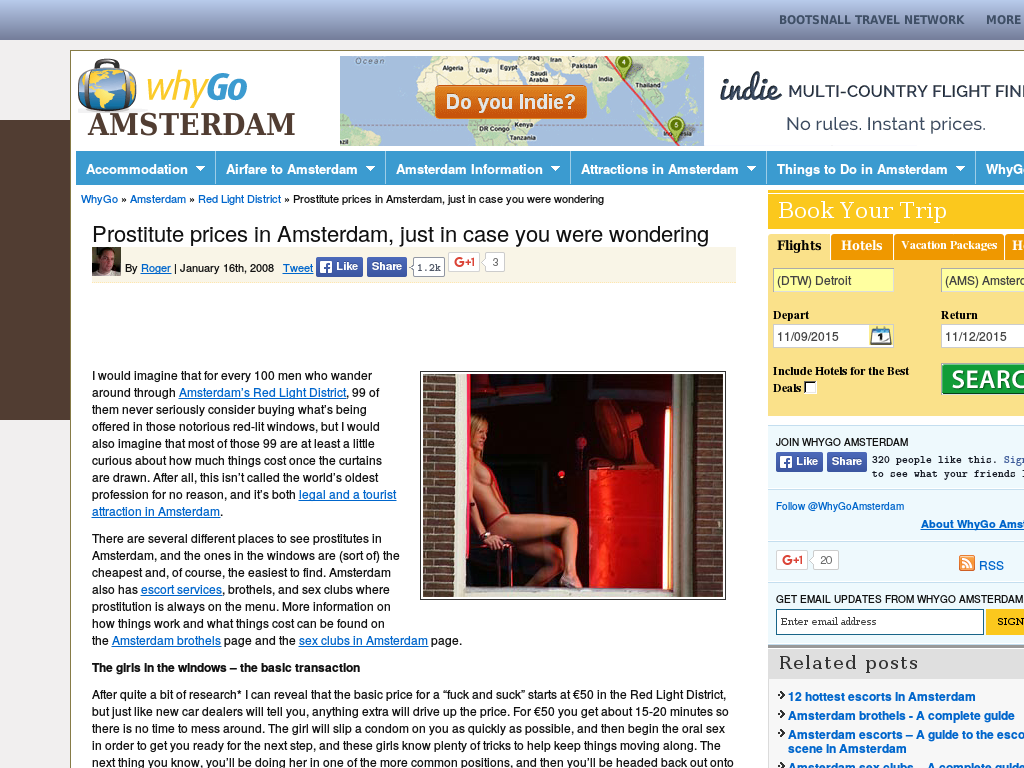 BOOTSNALL TRAVEL NETWORK MORE
whyGo
AMSTERDAM
Ocean
Algeria Libya Egypt Saudi Arabia Iraq Iran Pakistan India Thailand
DR Congo Kenya Tanzania
4
5
Do you Indie?
indie MULTI-COUNTRY FLIGHT FIN
No rules. Instant prices.
Accommodation Airfare to Amsterdam Amsterdam Information Attractions in Amsterdam Things to Do in Amsterdam WhyG
WhyGo » Amsterdam » Red Light District » Prostitute prices in Amsterdam, just in case you were wondering
Prostitute prices in Amsterdam, just in case you were wondering
By Roger | January 16th, 2008 Tweet Like Share 1.2k G+1 3
I would imagine that for every 100 men who wander
around through Amsterdam's Red Light District, 99 of
them never seriously consider buying what's being
offered in those notorious red-lit windows, but I would
also imagine that most of those 99 are at least a little
curious about how much things cost once the curtains
are drawn. After all, this isn't called the world's oldest
profession for no reason, and it's both legal and a tourist
attraction in Amsterdam.
There are several different places to see prostitutes in
Amsterdam, and the ones in the windows are (sort of) the
cheapest and, of course, the easiest to find. Amsterdam
also has escort services, brothels, and sex clubs where
prostitution is always on the menu. More information on
how things work and what things cost can be found on
the Amsterdam brothels page and the sex clubs in Amsterdam page.
The girls in the windows – the basic transaction
After quite a bit of research* I can reveal that the basic price for a “fuck and suck” starts at €50 in the Red Light District,
but just like new car dealers will tell you, anything extra will drive up the price. For €50 you get about 15-20 minutes so
there is no time to mess around. The girl will slip a condom on you as quickly as possible, and then begin the oral sex
in order to get you ready for the next step, and these girls know plenty of tricks to help keep things moving along. The
next thing you know, you'll be doing her in one of the more common positions, and then you'll be headed back out onto
Book Your Trip
Flights Hotels Vacation Packages H
(DTW) Detroit (AMS) Amsterd
Depart Return
11/09/2015 1 11/12/2015
Include Hotels for the Best
Deals
SEARC
JOIN WHYGO AMSTERDAM
Like Share 320 people like this. Sign
to see what your friends l
Follow @WhyGoAmsterdam
About WhyGo Amst
G+1 20 RSS
GET EMAIL UPDATES FROM WHYGO AMSTERDAM
Enter email address SIGN
Related posts
12 hottest escorts in Amsterdam
Amsterdam brothels - A complete guide
Amsterdam escorts – A guide to the esco
scene in Amsterdam
Amsterdam sex clubs – A complete guide